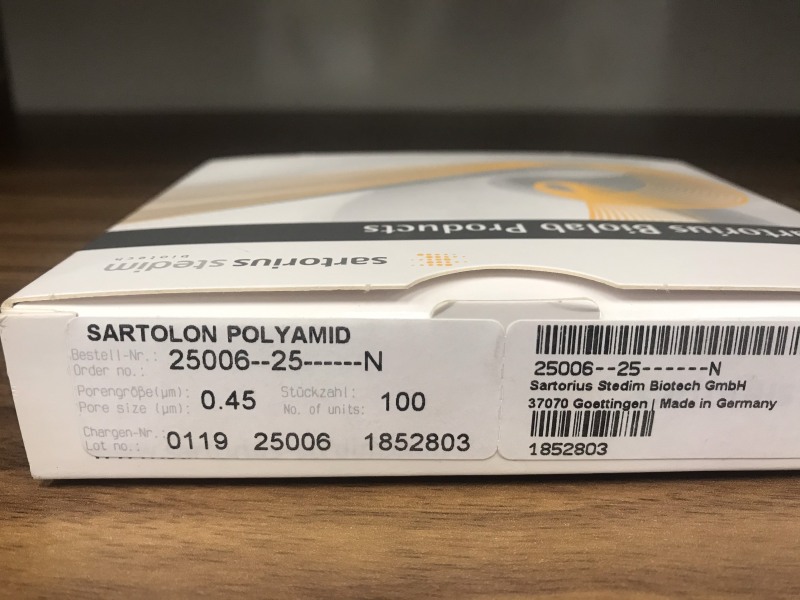 sartorius Biolab Products
sartorius stedim
biotech
SARTOLON POLYAMID
Bestell-Nr.:
Order no.: 25006--25------N
Porengröße(µm):
Pore size (µm): 0.45
Stückzahl:
No. of units: 100
Chargen-Nr.:
Lot no.: 0119 25006 1852803
25006--25-------N
Sartorius Stedim Biotech GmbH
37070 Goettingen | Made in Germany
1852803